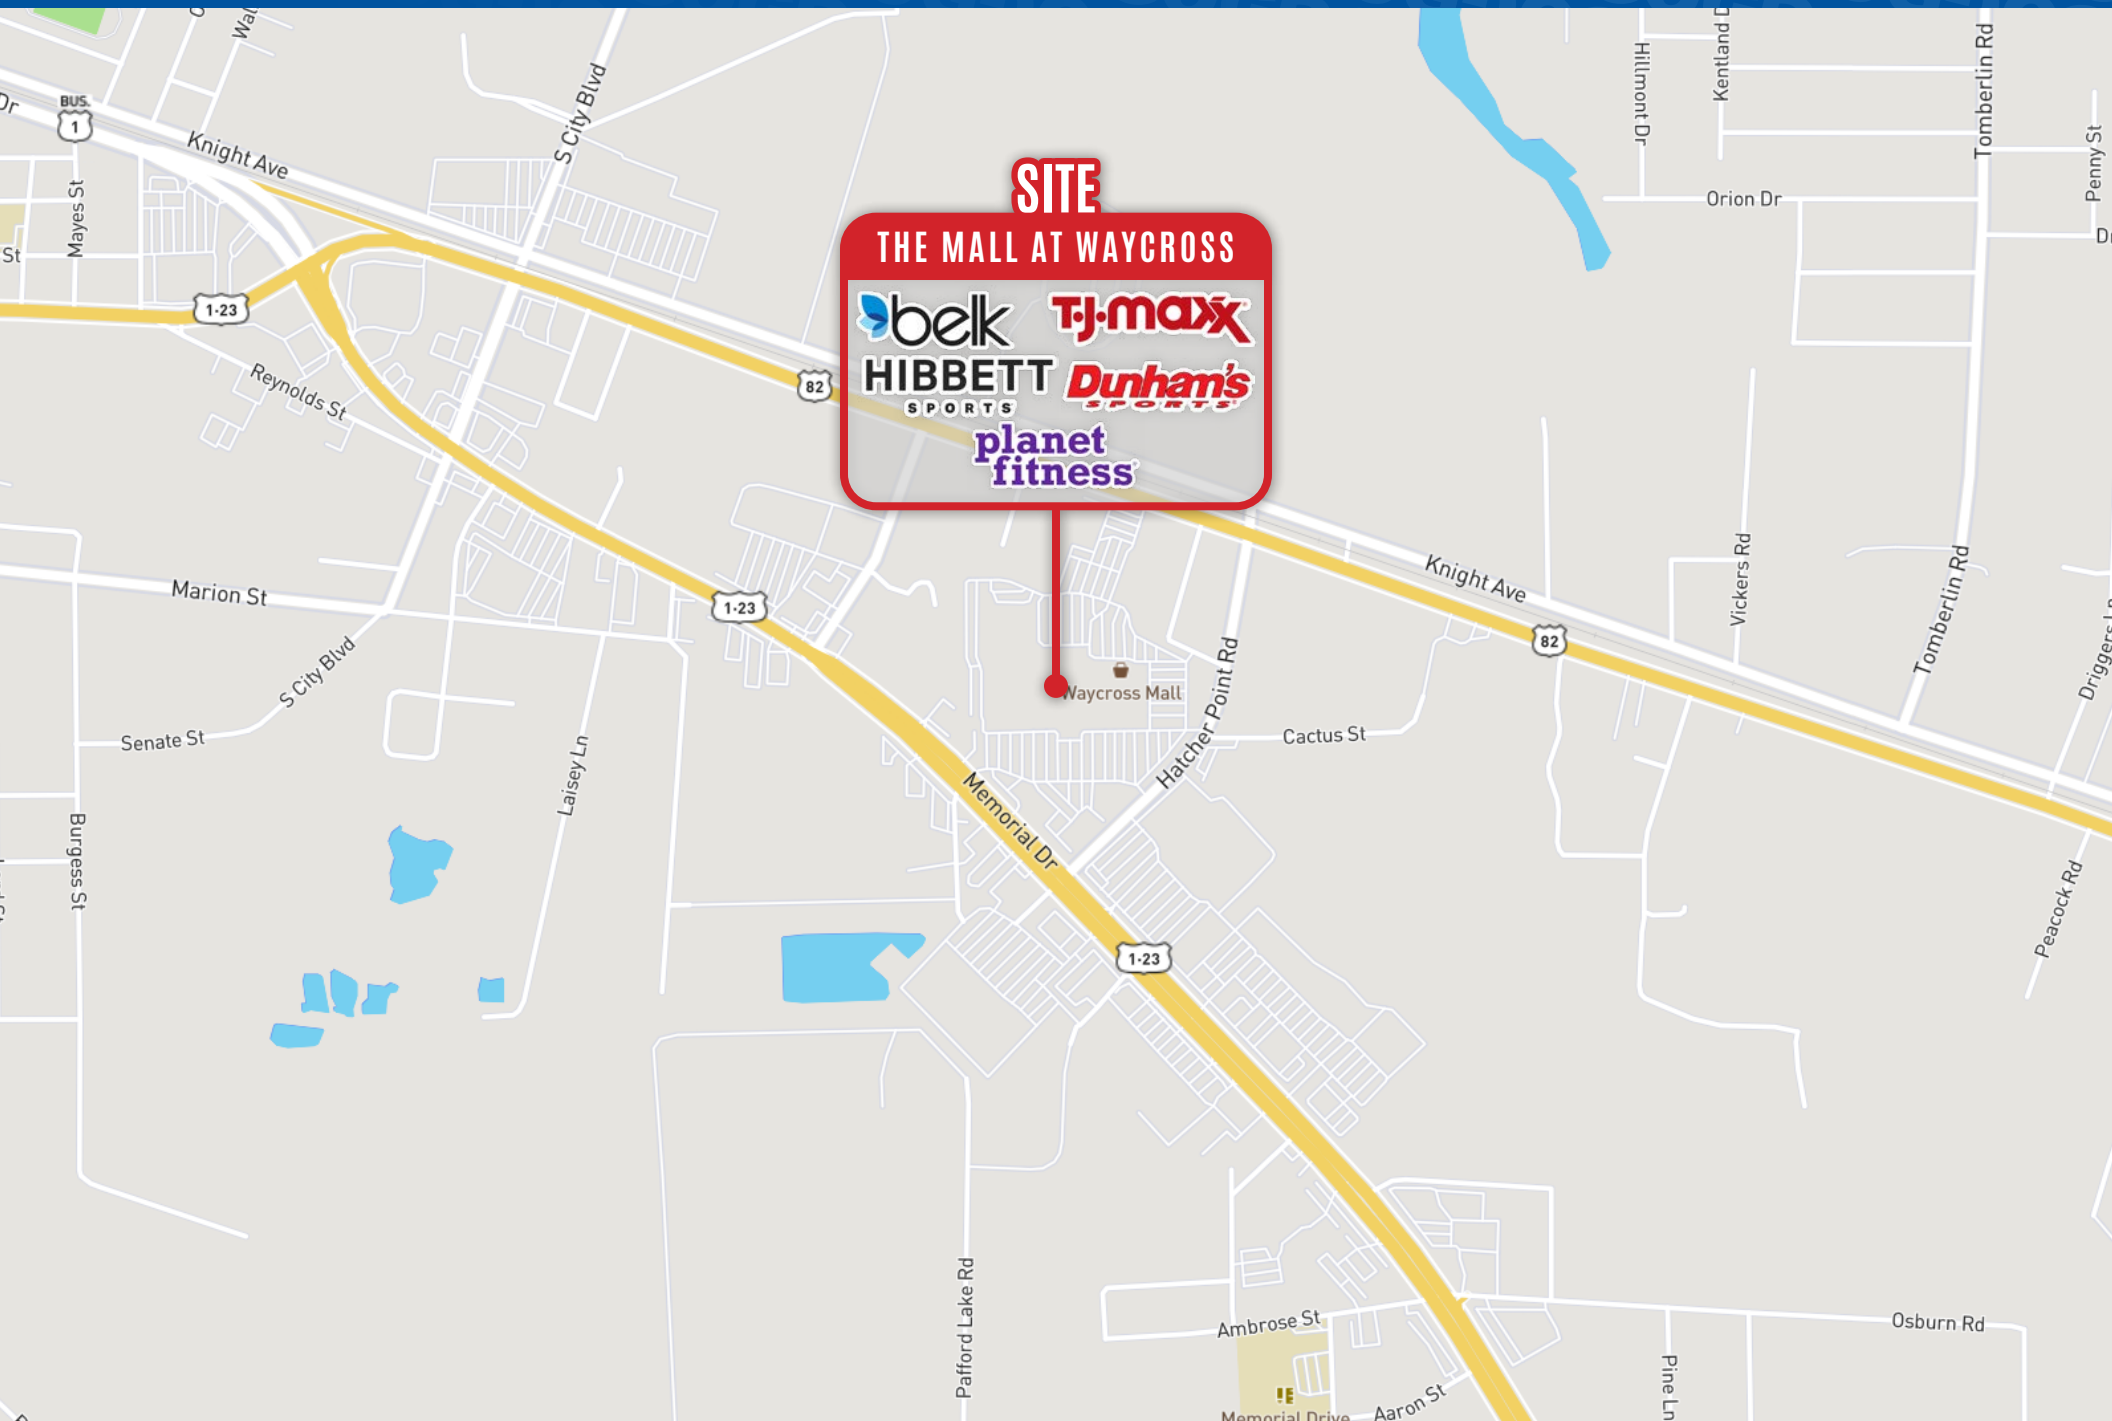 Dr
BUS.
1
Knight Ave
S City Blvd
Hillmont Dr
Kentland D
Tomberlin Rd
Penny St
Mayes St
St
1·23
Reynolds St
Orion Dr
SITE
THE MALL AT WAYCROSS
belk
T·J·maxx
HIBBETT
SPORTS
Dunham's
SPORTS
planet
fitness
82
Marion St
1·23
Knight Ave
82
Vickers Rd
Tomberlin Rd
S City Blvd
Waycross Mall
Hatcher Point Rd
Senate St
Laisey Ln
Cactus St
Memorial Dr
Burgess St
1·23
Peacock Rd
Pafford Lake Rd
Ambrose St
Osburn Rd
Pine Ln
Aaron St
Memorial Drive